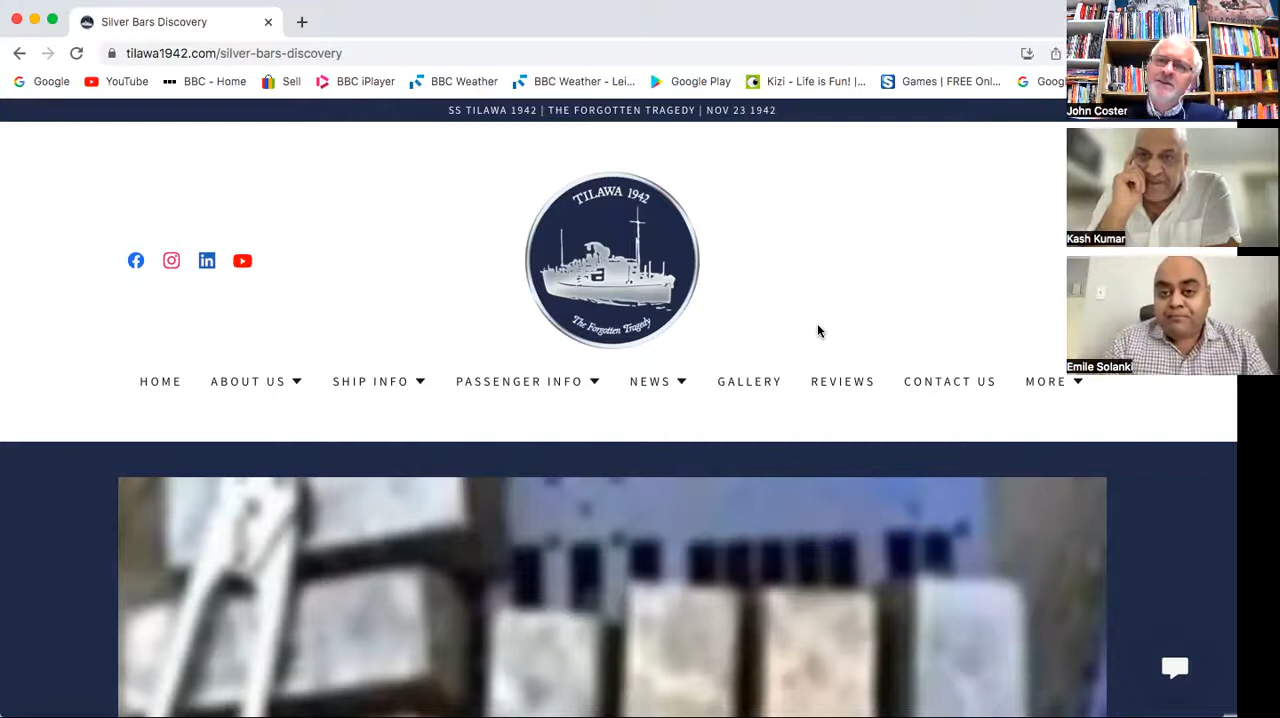 Silver Bars Discovery
tilawa1942.com/silver-bars-discovery
Google YouTube BBC - Home Sell BBC iPlayer BBC Weather BBC Weather - Lei... Google Play Kizi - Life is Fun! |... Games | FREE Onl... Goog
SS TILAWA 1942 | THE FORGOTTEN TRAGEDY | NOV 23 1942
TILAWA 1942
The Forgotten Tragedy
HOME ABOUT US SHIP INFO PASSENGER INFO NEWS GALLERY REVIEWS CONTACT US MORE
John Coster
Kash Kumar
Emile Solanki